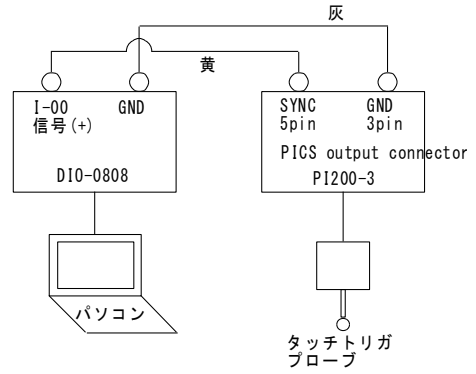 灰
黄
I-00 GND
信号(+)
DIO-0808
SYNC GND
5pin 3pin
PICS output connector
PI200-3
パソコン
タッチトリガ
プローブ